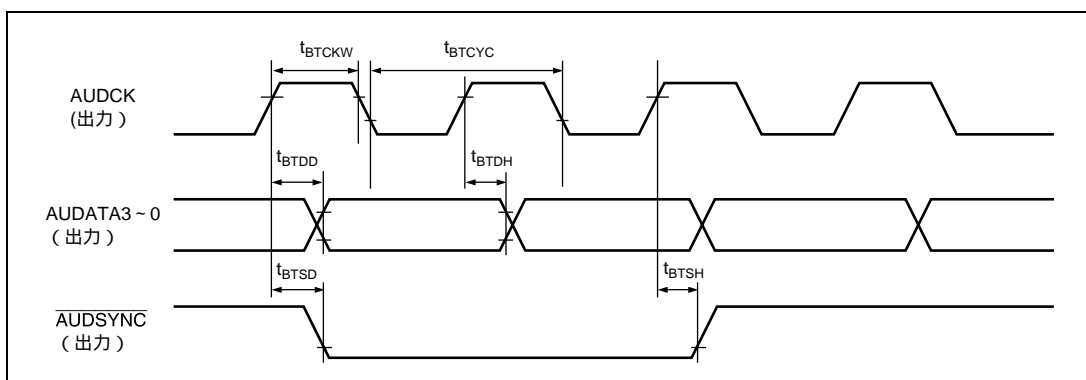 tBTCKW
tBTCYC
AUDCK
(出力)
tBTDD
tBTDH
AUDATA3~0
(出力)
tBTSD
tBTSH
AUDSYNC
(出力)